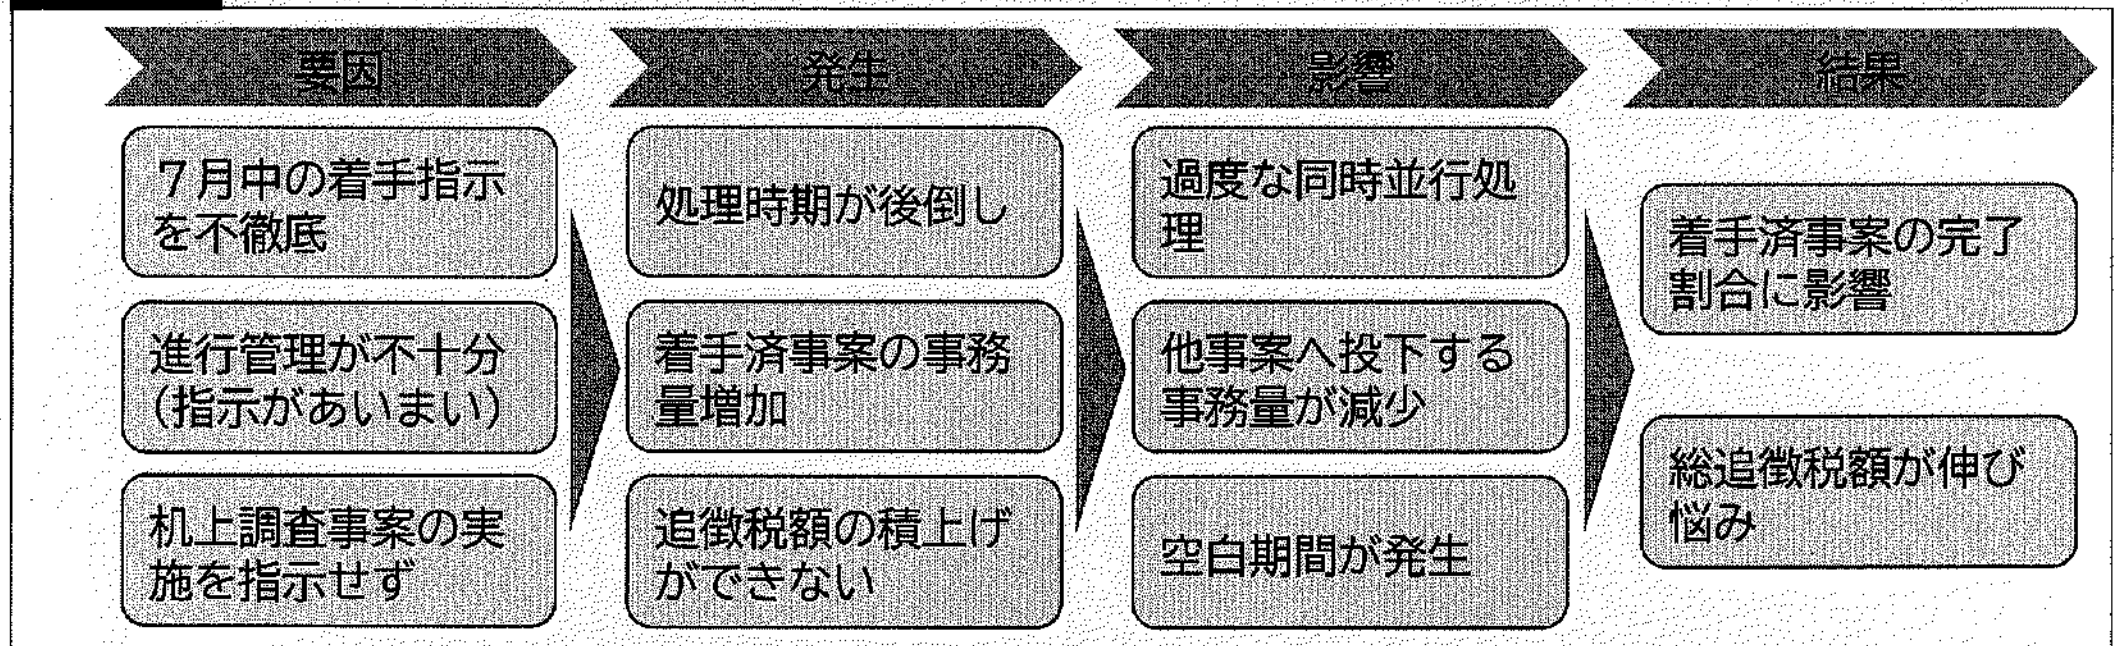 要因
発生
影響
結果
７月中の着手指示
を不徹底
進行管理が不十分
（指示があいまい）
机上調査事案の実
施を指示せず
処理時期が後倒し
着手済事案の事務
量増加
追徴税額の積上げ
ができない
過度な同時並行処
理
他事案へ投下する
事務量が減少
空白期間が発生
着手済事案の完了
割合に影響
総追徴税額が伸び
悩み